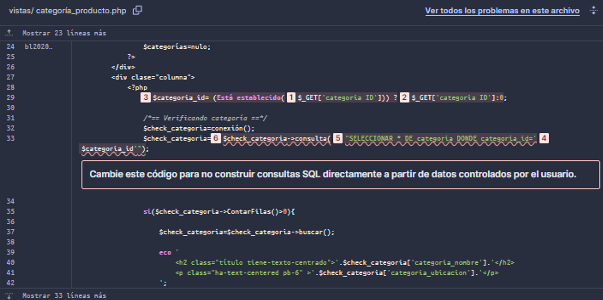 vistas/ categoría_producto.php
Ver todos los problemas en este archivo
Mostrar 23 líneas más
24 bl2028… $categorías=nulo;
25 ?>
26 </div>
27 <div clase="columna">
28 <?php
29 3 $categoria_id= (Está establecido( 1 $_GET['categoria ID'])) ? 2 $_GET['categoria ID']:0;
30
31
32 /*== Verificando categoria ==*/
$check_categoria=conexión();
33 $check_categoria= 6 $check_categoria->consulta( 5 "SELECCIONAR * DE categoria DONDE categoria_id=' 4
$categoria_id'");
Cambie este código para no construir consultas SQL directamente a partir de datos controlados por el usuario.
34
35 si($check_categoria->ContarFilas()>0){
36
37 $check_categoria=$check_categoria->buscar();
38
39 eco '
40 <h2 class="título tiene-texto-centrado">'.$check_categoria['categoria_nombre'].'</h2>
41 <p class="ha-text-centered pb-6" >'.$check_categoria['categoria_ubicacion'].'</p>
42 ';
Mostrar 33 líneas más